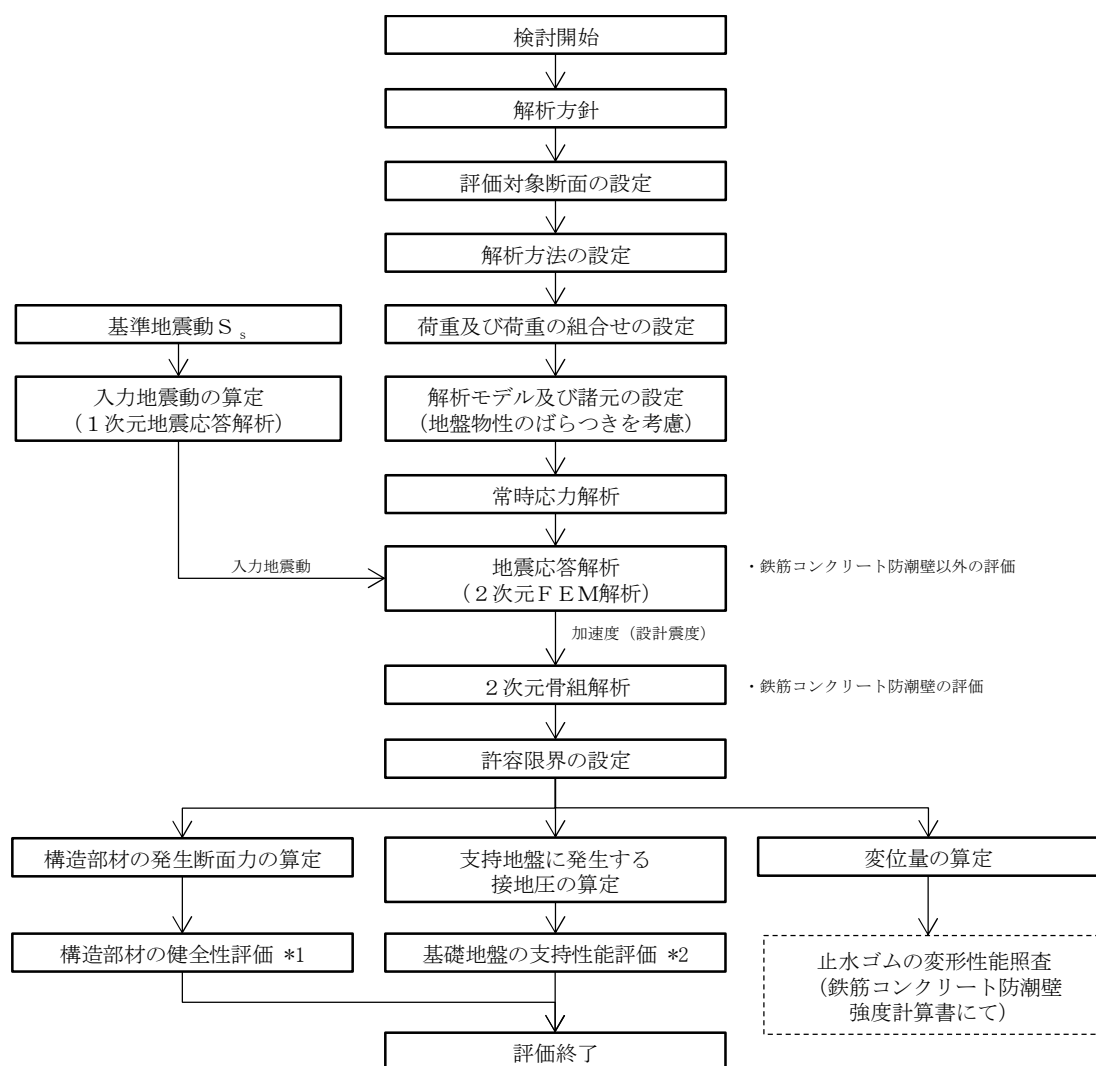 検討開始
解析方針
評価対象断面の設定
解析方法の設定
基準地震動Ｓs
荷重及び荷重の組合せの設定
入力地震動の算定
（１次元地震応答解析）
解析モデル及び諸元の設定
（地盤物性のばらつきを考慮）
常時応力解析
入力地震動
地震応答解析
（２次元ＦＥＭ解析）
・鉄筋コンクリート防潮壁以外の評価
加速度（設計震度）
２次元骨組解析
・鉄筋コンクリート防潮壁の評価
許容限界の設定
構造部材の発生断面力の算定
支持地盤に発生する
接地圧の算定
変位量の算定
構造部材の健全性評価 *1
基礎地盤の支持性能評価 *2
止水ゴムの変形性能照査
（鉄筋コンクリート防潮壁
強度計算書にて）
評価終了